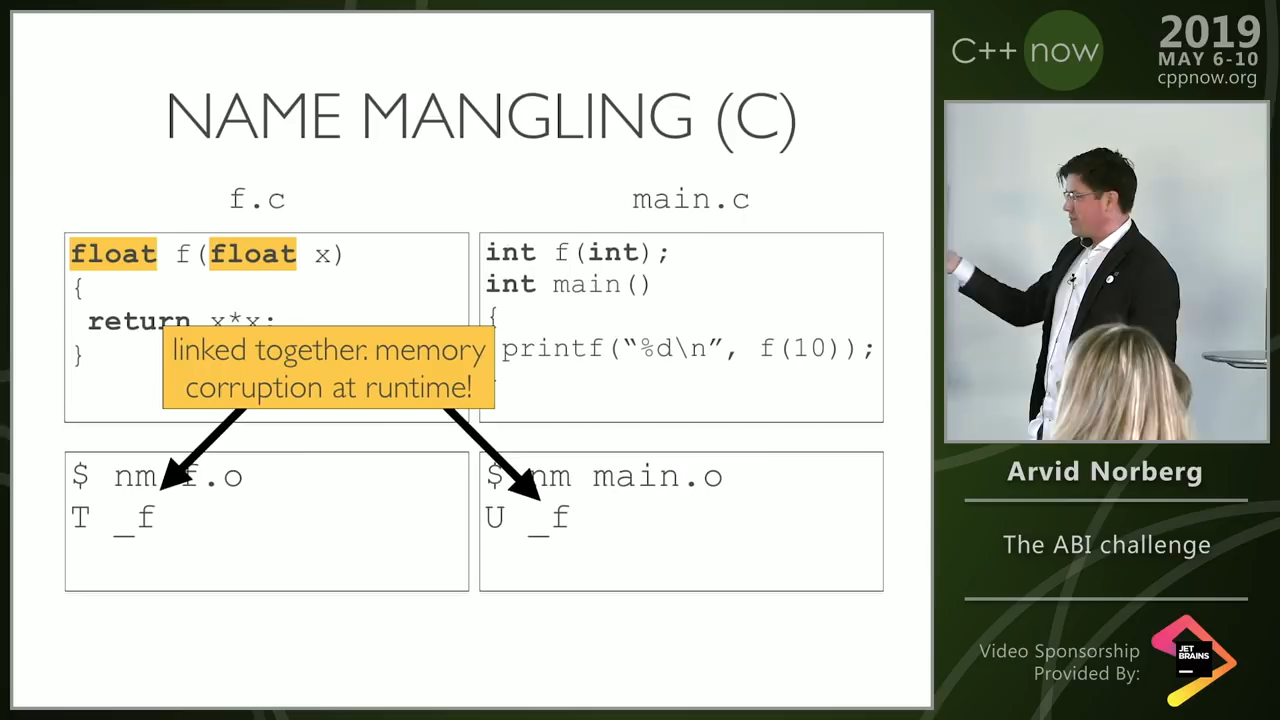 NAME MANGLING (C)
f.c
float f(float x)
{
return x*x;
}
main.c
int f(int);
int main()
{
printf(“%d\n”, f(10));
linked together. memory
corruption at runtime!
$ nm f.o
T _f
$ nm main.o
U _f
C++ now
2019
MAY 6-10
cppnow.org
Arvid Norberg
The ABI challenge
Video Sponsorship
Provided By:
JET
BRAINS